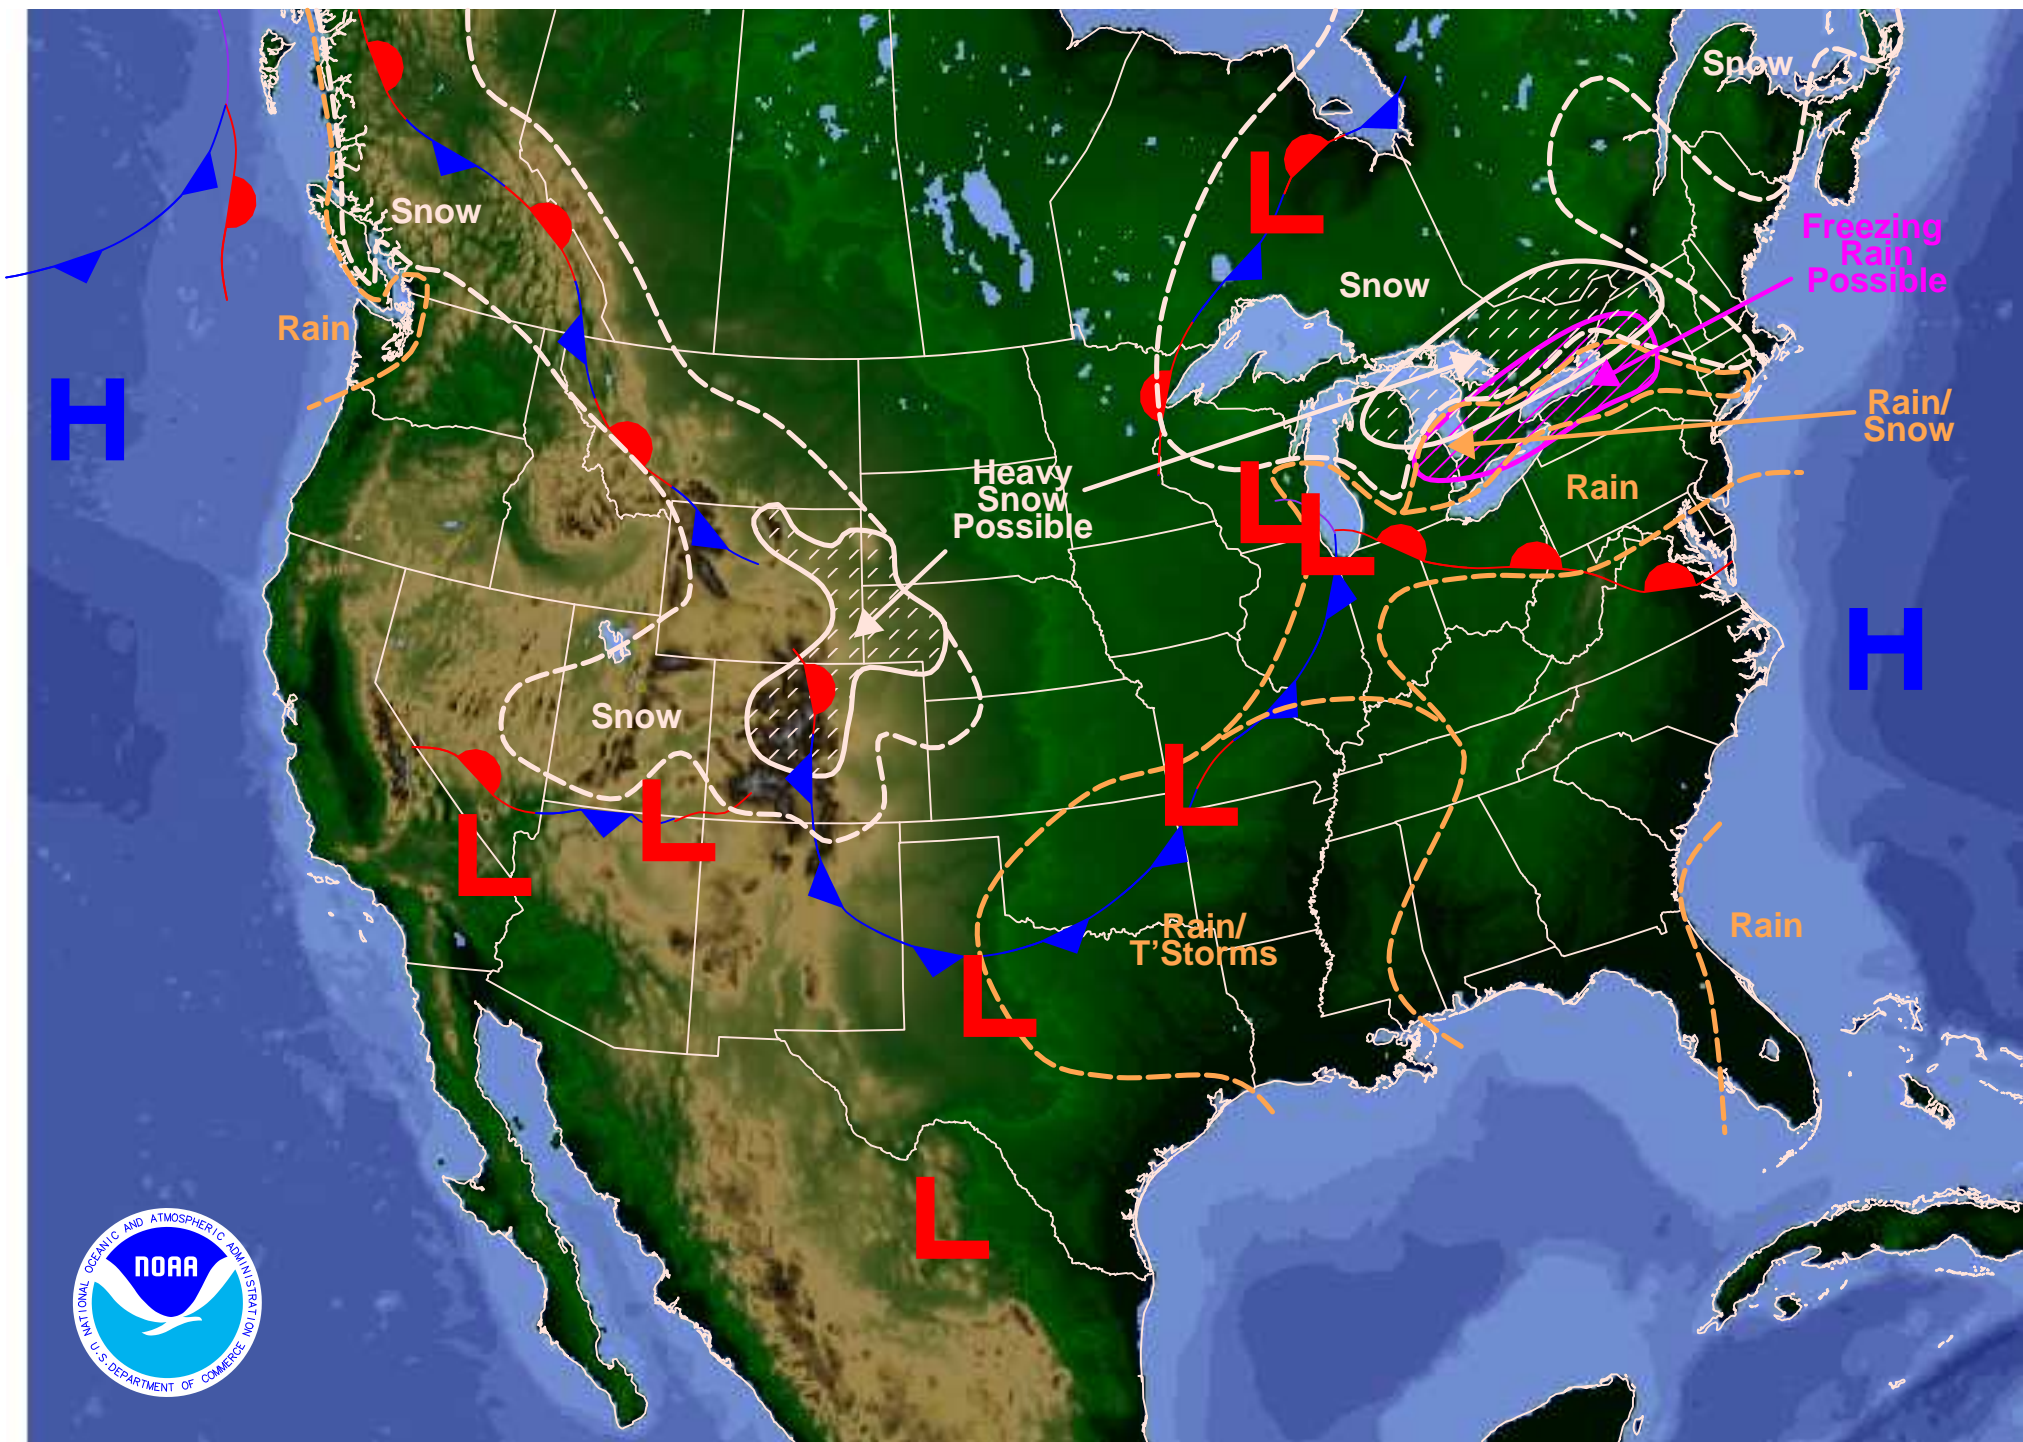 Snow
Snow
Freezing
Rain
Possible
Snow
Rain
H
L
Rain/
Snow
Heavy
Snow
Possible
Rain
L
L
H
Snow
L
L
L
Rain/
T’Storms
Rain
L
L
L
NATIONAL OCEANIC AND ATMOSPHERIC ADMINISTRATION
NOAA
U.S. DEPARTMENT OF COMMERCE